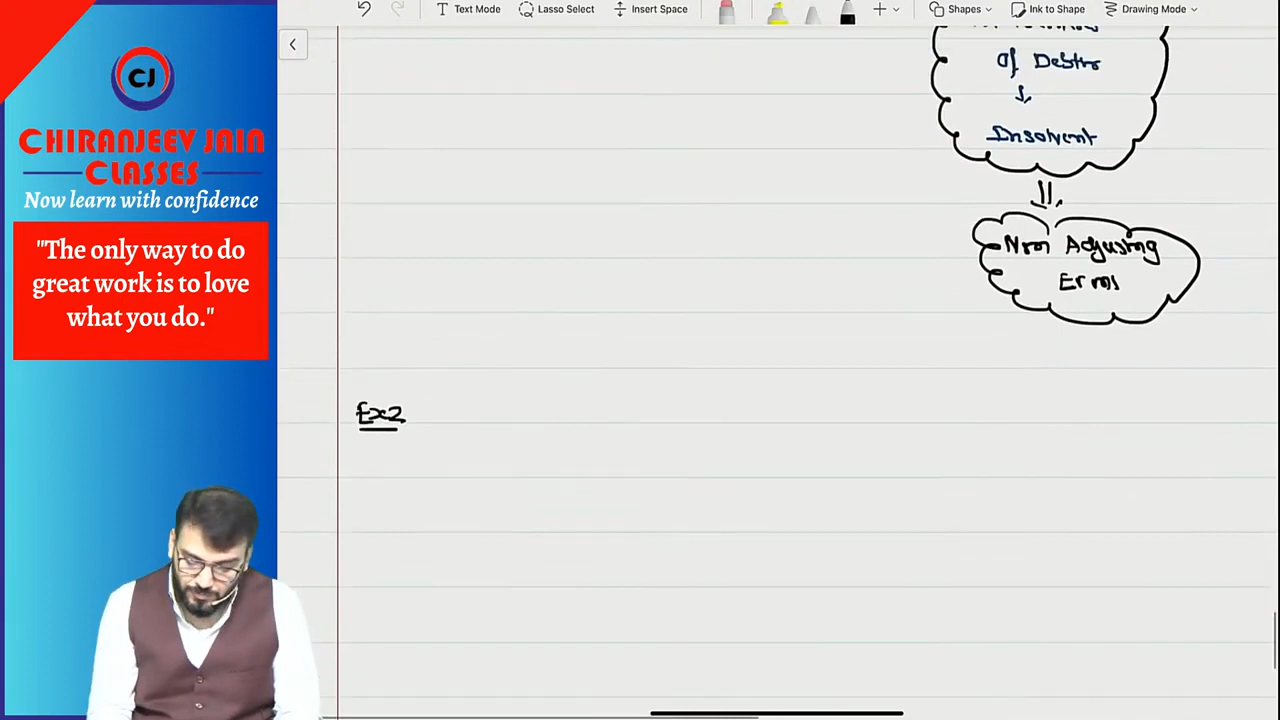 Text Mode
Lasso Select
Insert Space
Shapes
Ink to Shape
Drawing Mode
CJ
CHIRANJEEV JAIN
CLASSES
Now learn with confidence
"The only way to do
great work is to love
what you do."
Of Debtrs
Insolvent
Non Adjusting
Errors
Ex2